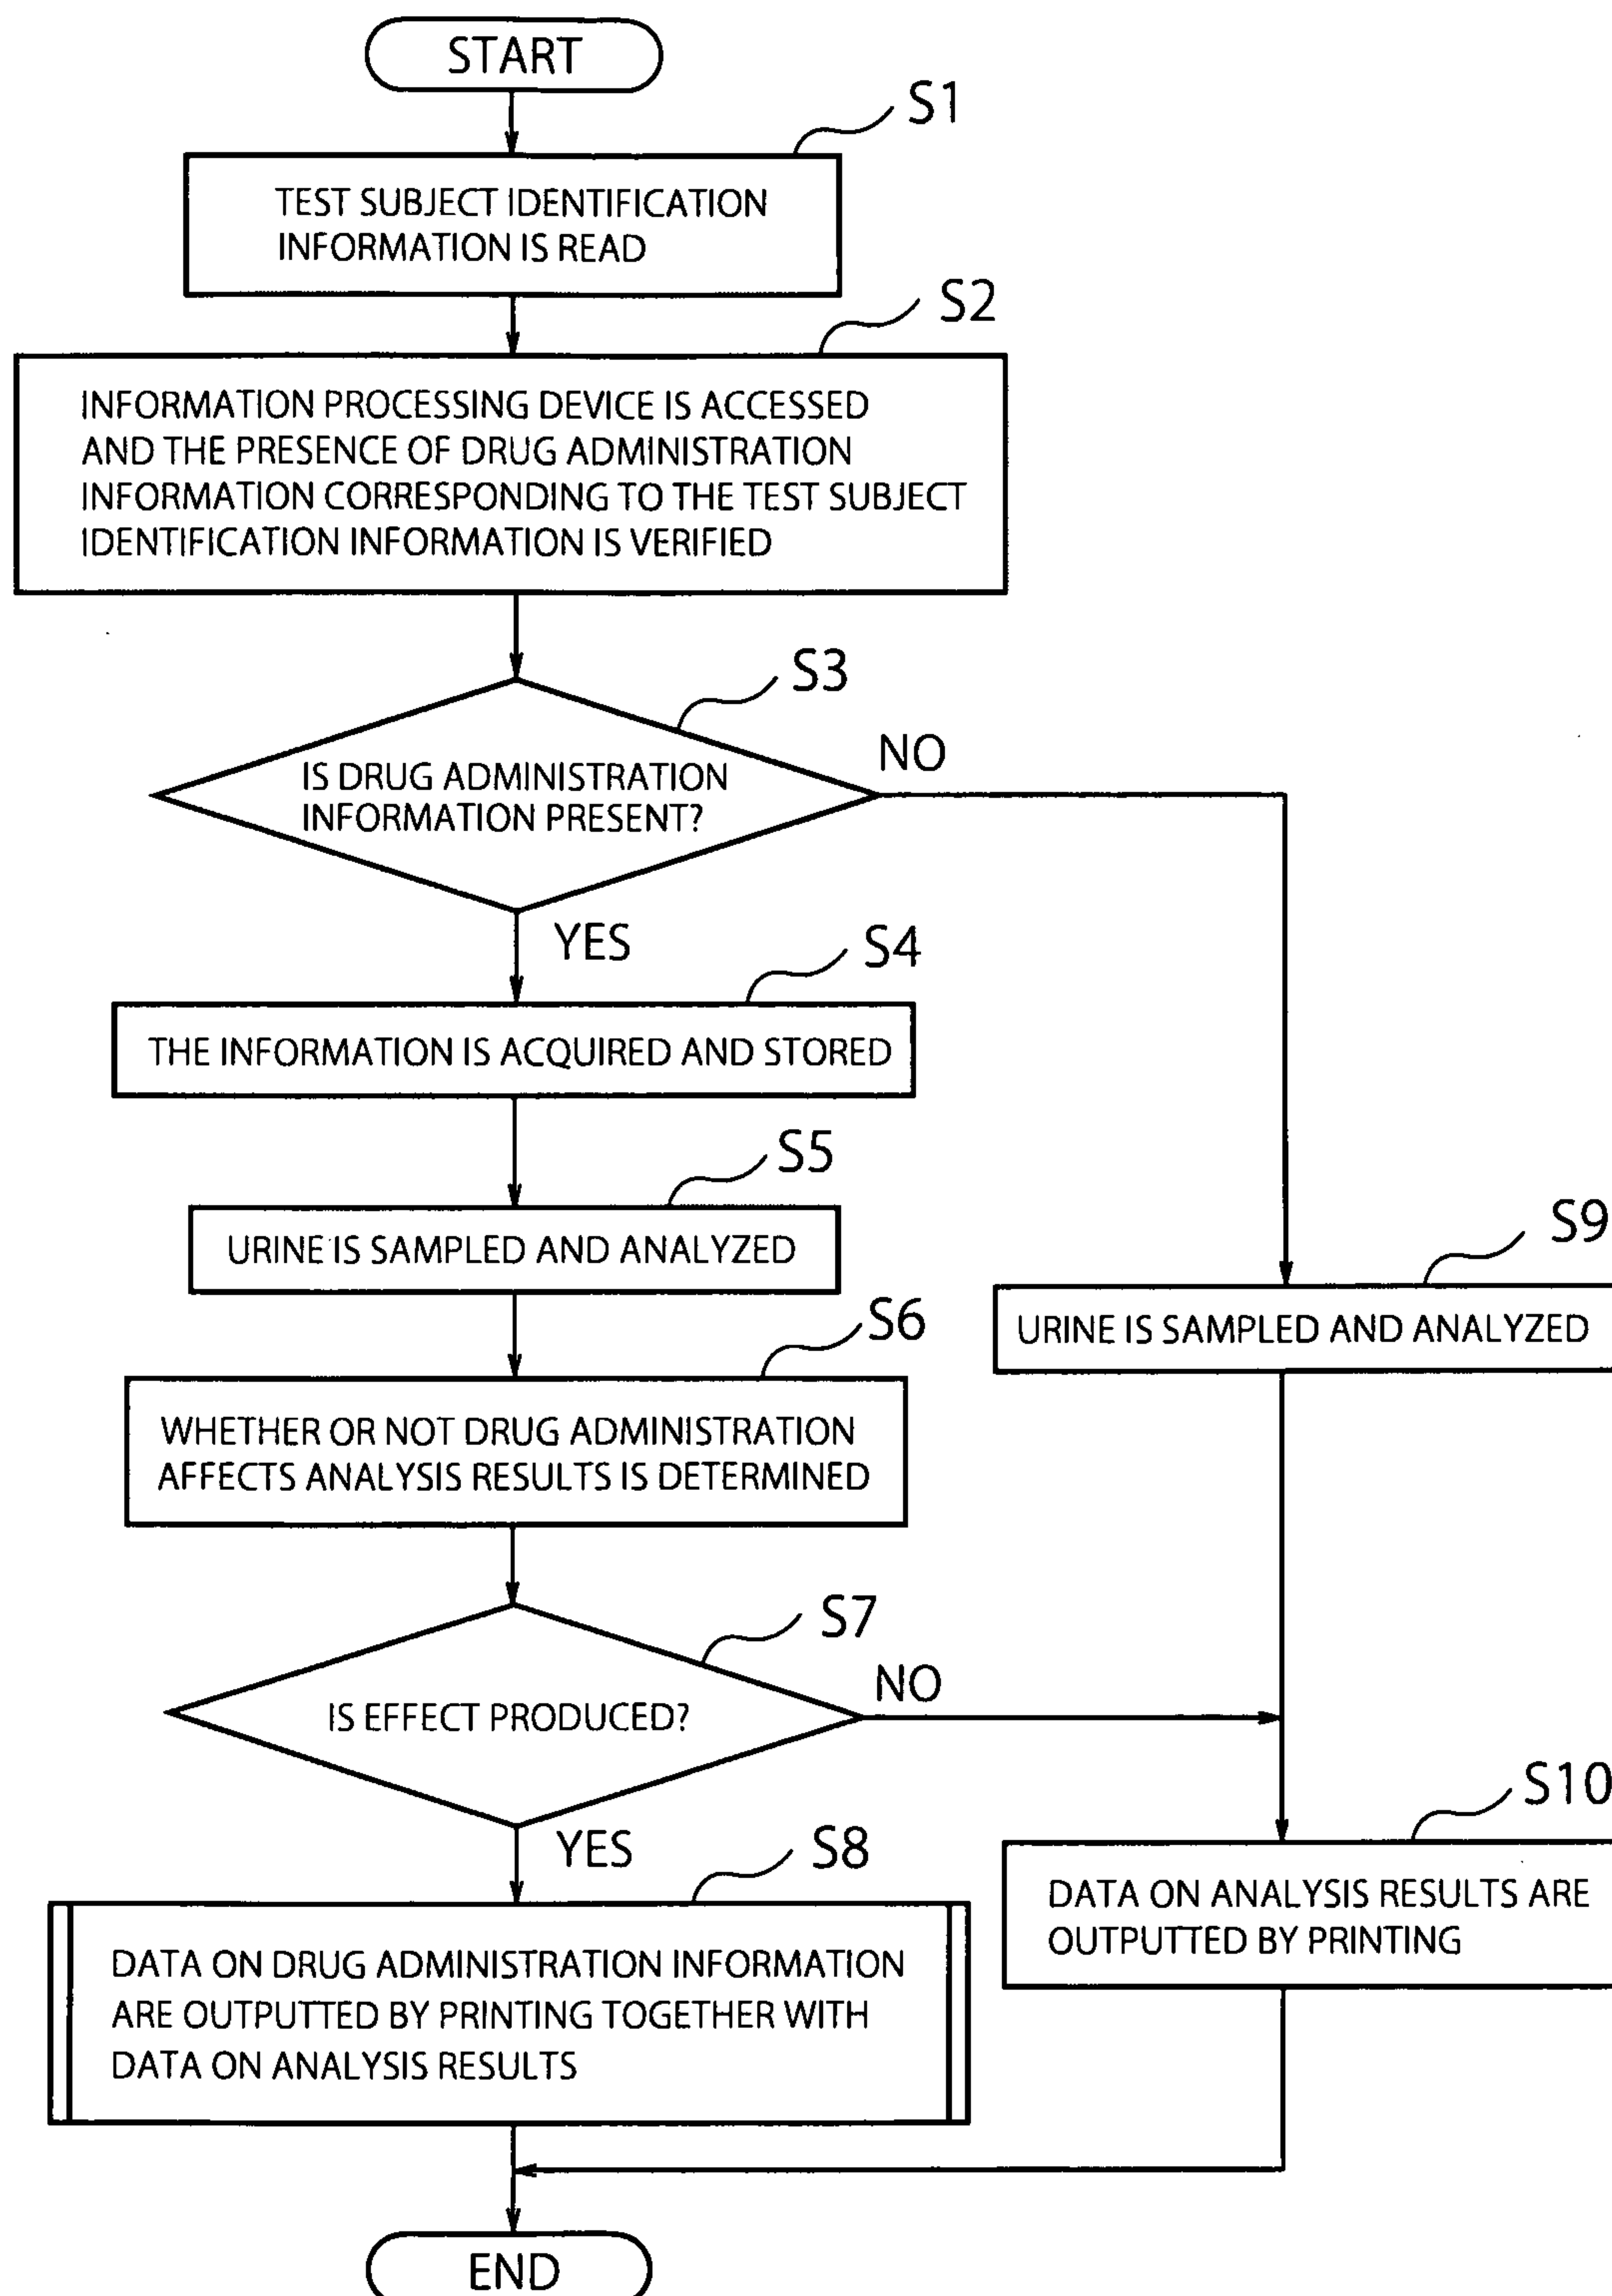 START
S1
TEST SUBJECT IDENTIFICATION
INFORMATION IS READ
S2
INFORMATION PROCESSING DEVICE IS ACCESSED
AND THE PRESENCE OF DRUG ADMINISTRATION
INFORMATION CORRESPONDING TO THE TEST SUBJECT
IDENTIFICATION INFORMATION IS VERIFIED
S3
IS DRUG ADMINISTRATION
INFORMATION PRESENT?
NO
YES
S4
THE INFORMATION IS ACQUIRED AND STORED
S5
URINE IS SAMPLED AND ANALYZED
S9
URINE IS SAMPLED AND ANALYZED
S6
WHETHER OR NOT DRUG ADMINISTRATION
AFFECTS ANALYSIS RESULTS IS DETERMINED
S7
IS EFFECT PRODUCED?
NO
YES
S8
DATA ON DRUG ADMINISTRATION INFORMATION
ARE OUTPUTTED BY PRINTING TOGETHER WITH
DATA ON ANALYSIS RESULTS
S10
DATA ON ANALYSIS RESULTS ARE
OUTPUTTED BY PRINTING
END